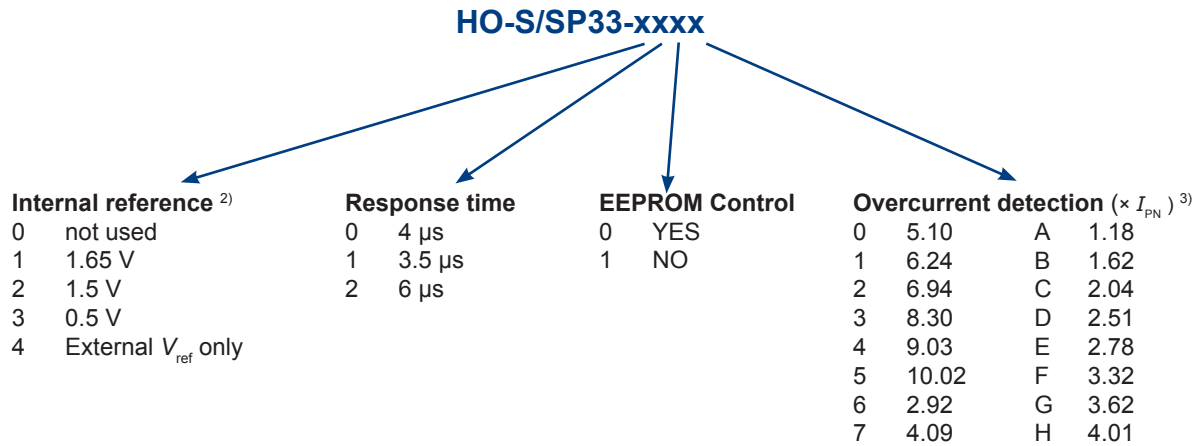 HO-S/SP33-xxxx
Internal reference 2)
0 not used
1 1.65 V
2 1.5 V
3 0.5 V
4 External Vref only
Response time
0 4 µs
1 3.5 µs
2 6 µs
EEPROM Control
0 YES
1 NO
Overcurrent detection (× IPN ) 3)
0 5.10 A 1.18
1 6.24 B 1.62
2 6.94 C 2.04
3 8.30 D 2.51
4 9.03 E 2.78
5 10.02 F 3.32
6 2.92 G 3.62
7 4.09 H 4.01